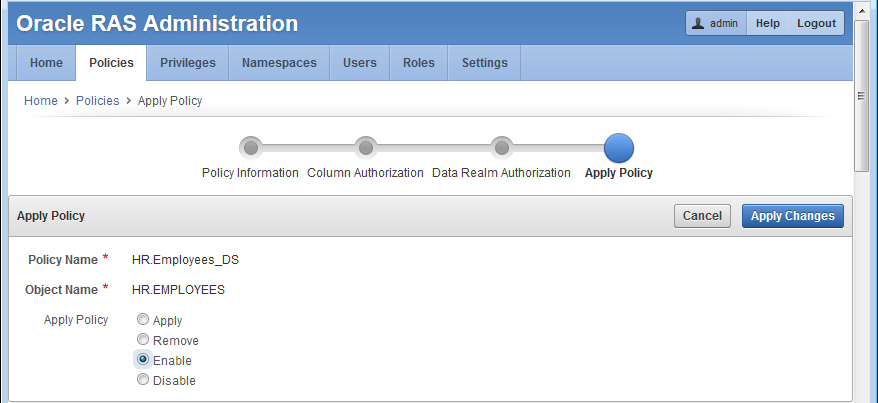 Oracle RAS Administration
admin Help Logout
Home Policies Privileges Namespaces Users Roles Settings
Home > Policies > Apply Policy
Policy Information Column Authorization Data Realm Authorization Apply Policy
Apply Policy Cancel Apply Changes
Policy Name * HR.Employees_DS
Object Name * HR.EMPLOYEES
Apply Policy Apply
Remove
Enable
Disable